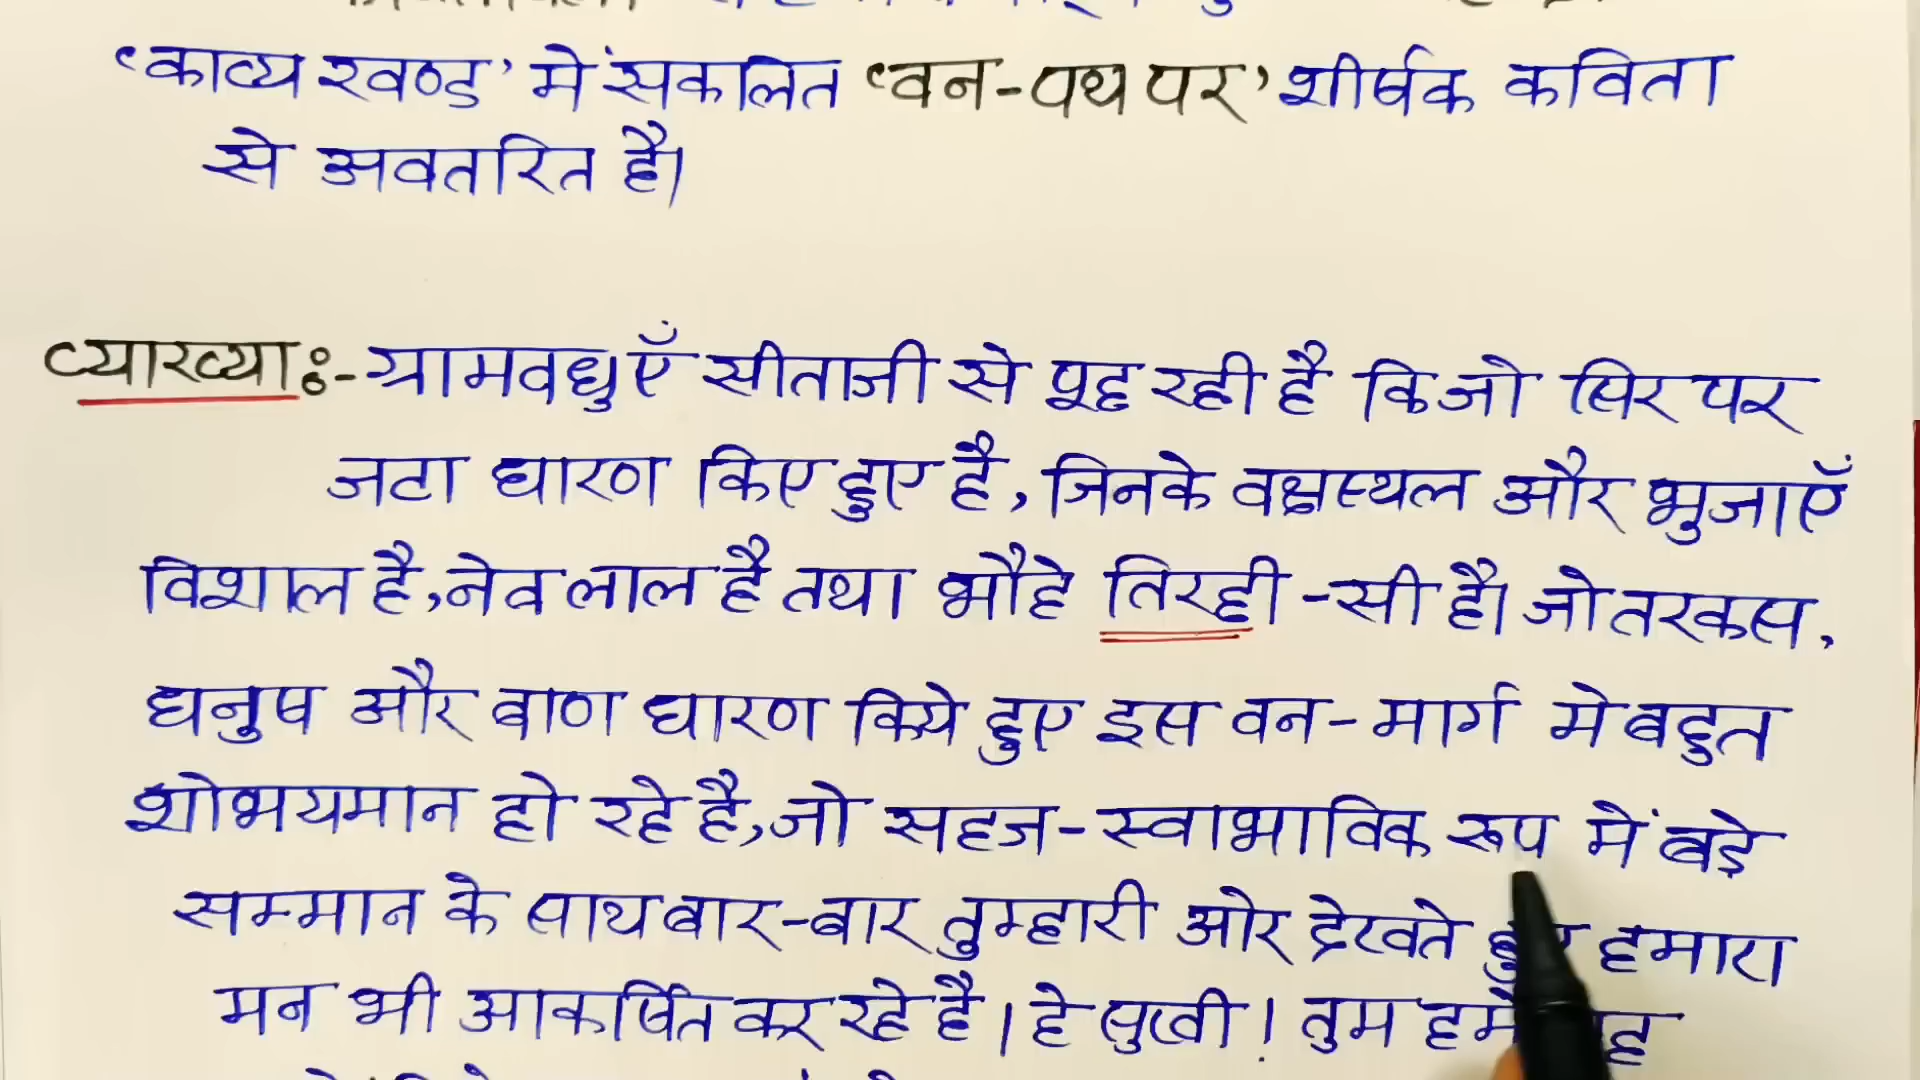 ‘काव्य खण्ड’ में संकलित ‘वन-पथ पर’ शीर्षक कविता
से अवतरित है।
व्याख्या:- ग्रामवधुएँ सीताजी से पूछ रही है कि जो सिर पर
जटा धारण किए हुए है, जिनके वक्षस्थल और भुजाएँ
विशाल है, नेत्र लाल है तथा भौहे तिरछी -सी है। जो तरकस,
धनुष और बाण धारण किये हुए इस वन-मार्ग मे बहुत
शोभयमान हो रहे है, जो सहज-स्वाभाविक रूप में बड़े
सम्मान के साथ बार-बार तुम्हारी ओर देखते हुए हमारा
मन भी आकर्षित कर रहे है। हे सुखी! तुम हमे